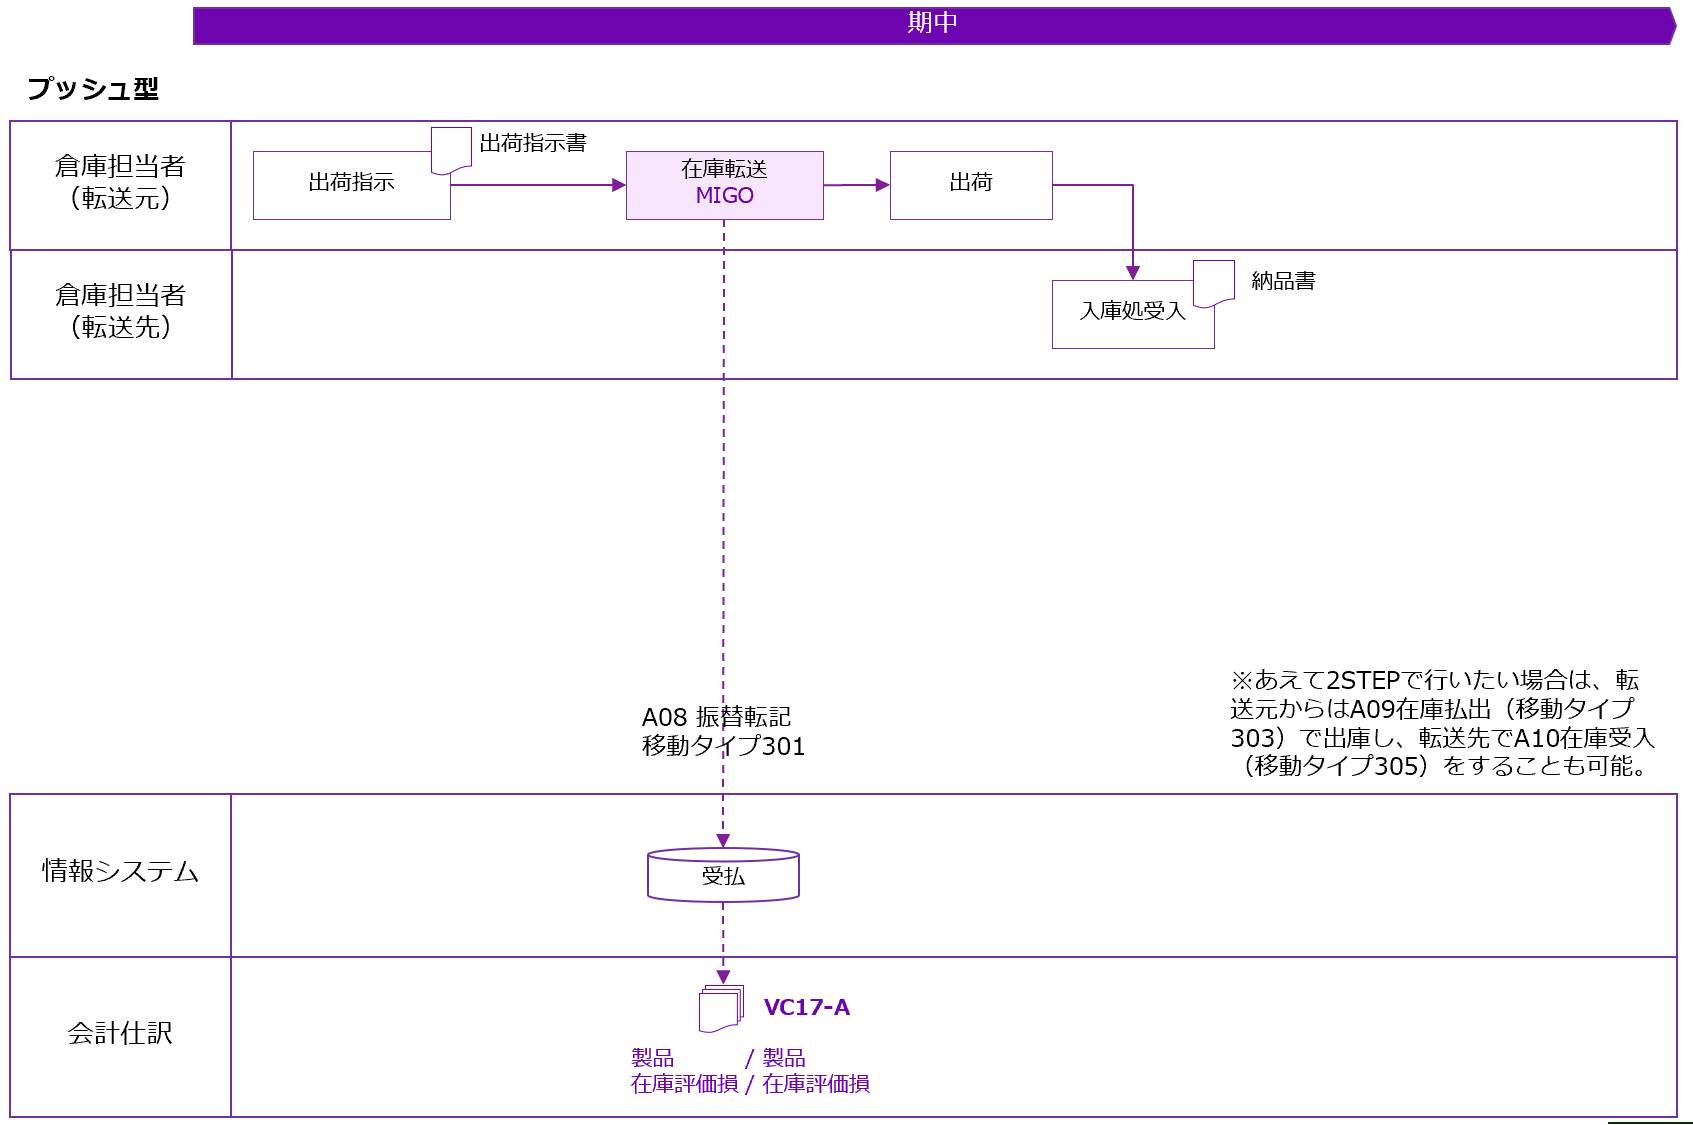 期中
プッシュ型
倉庫担当者
（転送元）
出荷指示書
出荷指示
在庫転送
MIGO
出荷
倉庫担当者
（転送先）
納品書
入庫処受入
※あえて2STEPで行いたい場合は、転
送元からはA09在庫払出（移動タイプ
303）で出庫し、転送先でA10在庫受入
（移動タイプ305）をすることも可能。
A08 振替転記
移動タイプ301
情報システム
受払
会計仕訳
VC17-A
製品 / 製品
在庫評価損 / 在庫評価損